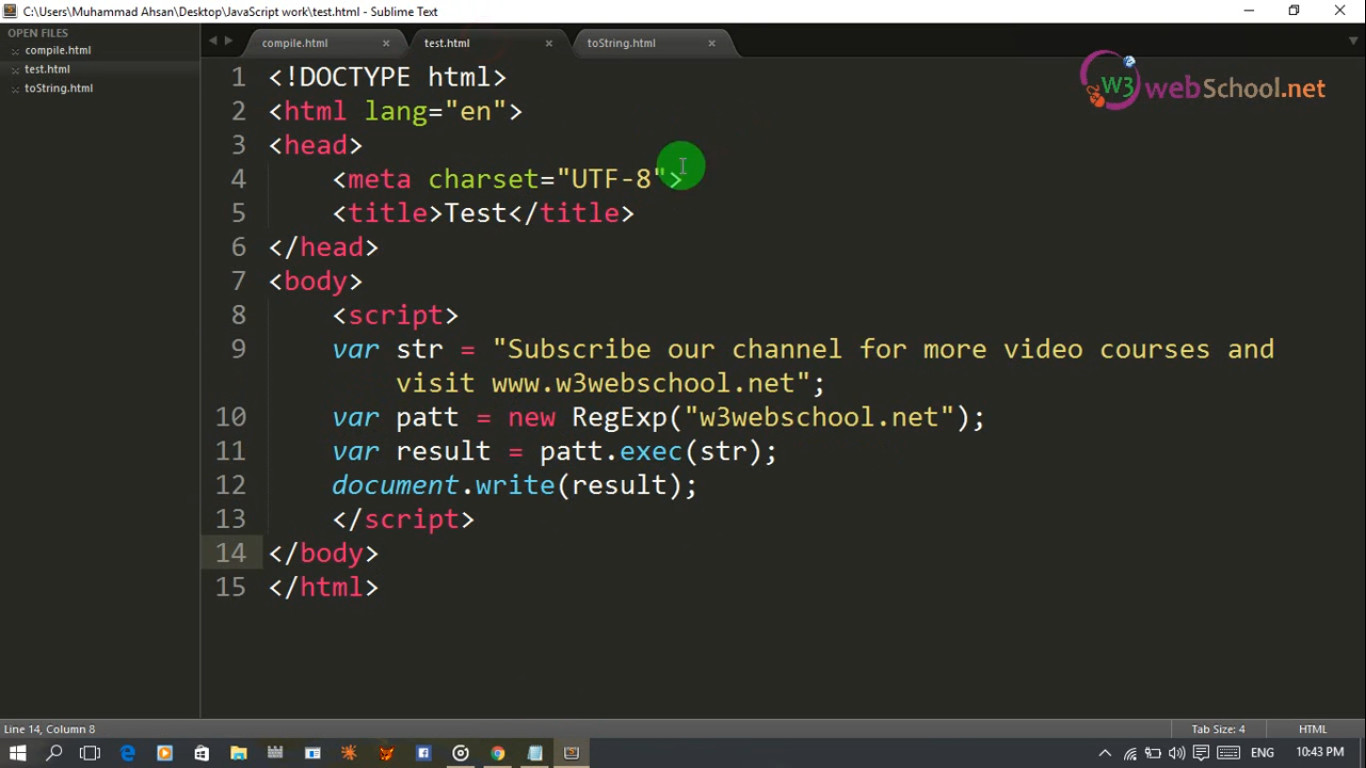 C:\Users\Muhammad Ahsan\Desktop\JavaScript work\test.html - Sublime Text
OPEN FILES
compile.html
test.html
toString.html
compile.html test.html toString.html
W3webSchool.net
1 <!DOCTYPE html>
2 <html lang="en">
3 <head>
4 <meta charset="UTF-8">
5 <title>Test</title>
6 </head>
7 <body>
8 <script>
9 var str = "Subscribe our channel for more video courses and
visit www.w3webschool.net";
10 var patt = new RegExp("w3webschool.net");
11 var result = patt.exec(str);
12 document.write(result);
13 </script>
14 </body>
15 </html>
Line 14, Column 8 Tab Size: 4 HTML
ENG 10:43 PM